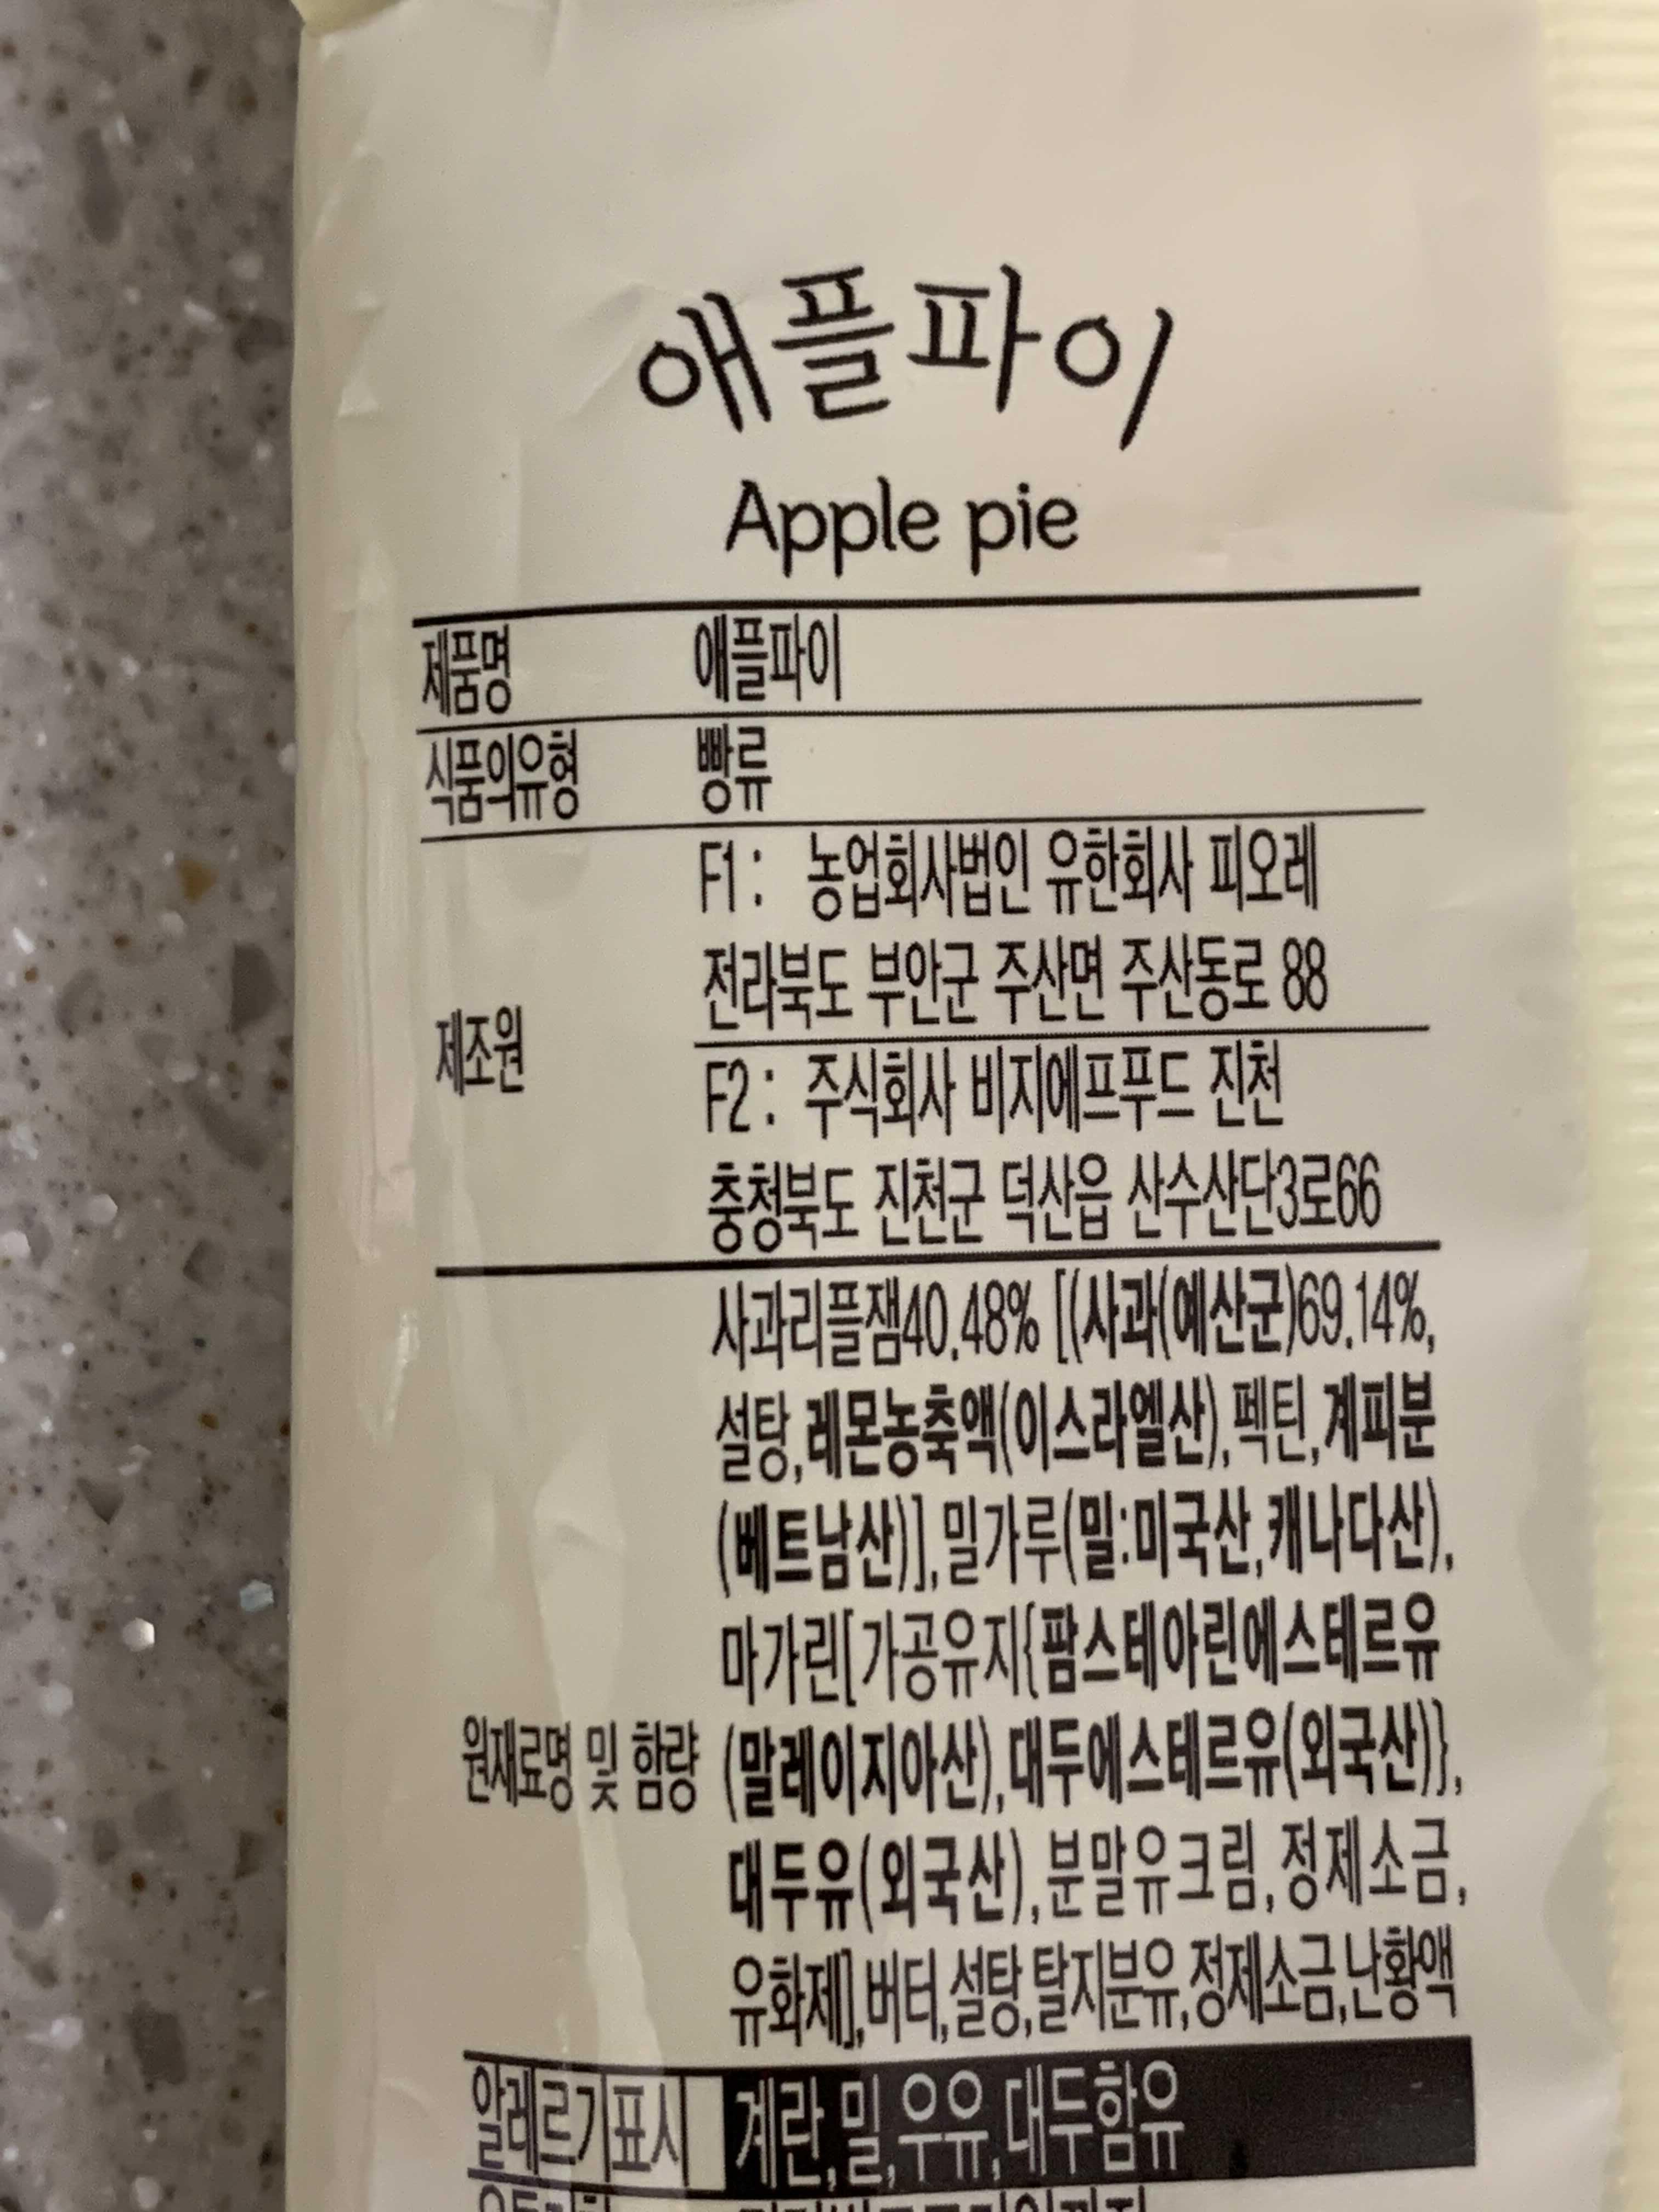 애플파이
Apple pie
제품명 애플파이
식품의유형 빵류
제조원
F1 : 농업회사법인 유한회사 피오레
전라북도 부안군 주산면 주산동로 88
F2 : 주식회사 비지에프푸드 진천
충청북도 진천군 덕산읍 산수산단3로66
원재료명 및 함량
사과리플잼40.48% [(사과(예산군)69.14%,
설탕,레몬농축액(이스라엘산),펙틴,계피분
(베트남산)],밀가루(밀:미국산,캐나다산),
마가린[가공유지{팜스테아린에스테르유
(말레이지아산),대두에스테르유(외국산)},
대두유(외국산),분말유크림,정제소금,
유화제],버터,설탕,탈지분유,정제소금,난황액
알레르기표시 계란,밀,우유,대두함유